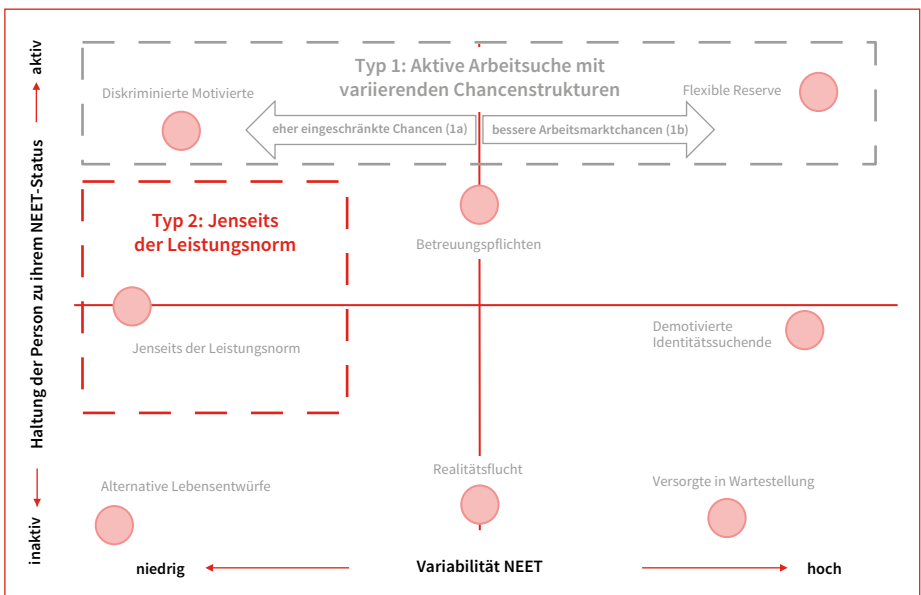 Typ 1: Aktive Arbeitsuche mit
variierenden Chancenstrukturen
Diskriminierte Motivierte
Flexible Reserve
eher eingeschränkte Chancen (1a)
bessere Arbeitsmarktchancen (1b)
Typ 2: Jenseits
der Leistungsnorm
Betreuungspflichten
Jenseits der Leistungsnorm
Demotivierte
Identitätssuchende
Alternative Lebensentwürfe
Realitätsflucht
Versorgte in Wartestellung
aktiv
Haltung der Person zu ihrem NEET-Status
inaktiv
niedrig
Variabilität NEET
hoch